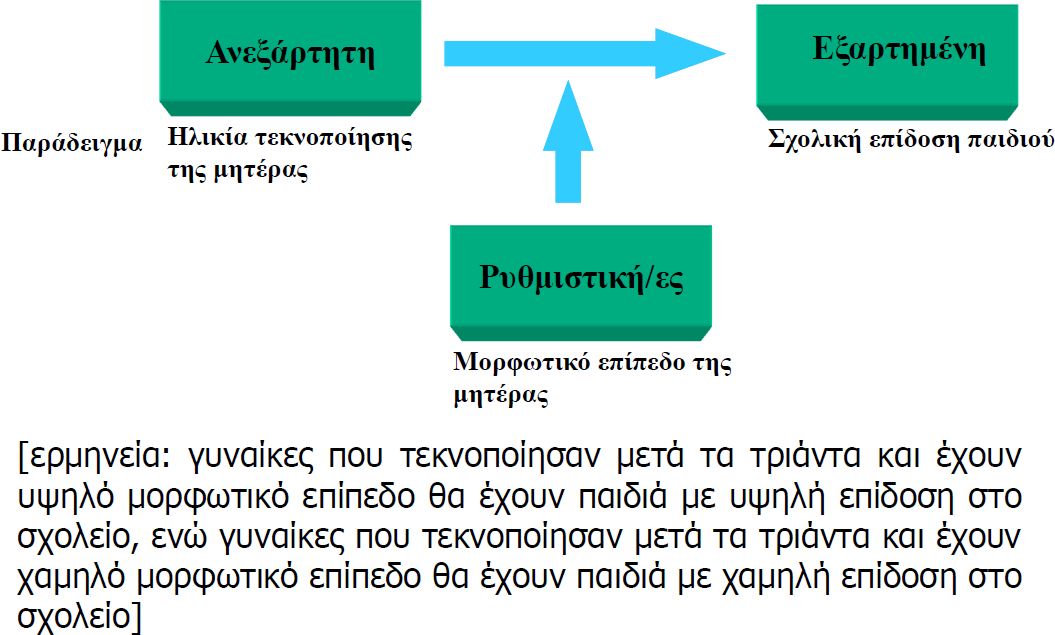 Ανεξάρτητη
Εξαρτημένη
Παράδειγμα
Ηλικία τεκνοποίησης
της μητέρας
Σχολική επίδοση παιδιού
Ρυθμιστική/ες
Μορφωτικό επίπεδο της
μητέρας
[ερμηνεία: γυναίκες που τεκνοποίησαν μετά τα τριάντα και έχουν
υψηλό μορφωτικό επίπεδο θα έχουν παιδιά με υψηλή επίδοση στο
σχολείο, ενώ γυναίκες που τεκνοποίησαν μετά τα τριάντα και έχουν
χαμηλό μορφωτικό επίπεδο θα έχουν παιδιά με χαμηλή επίδοση στο
σχολείο]